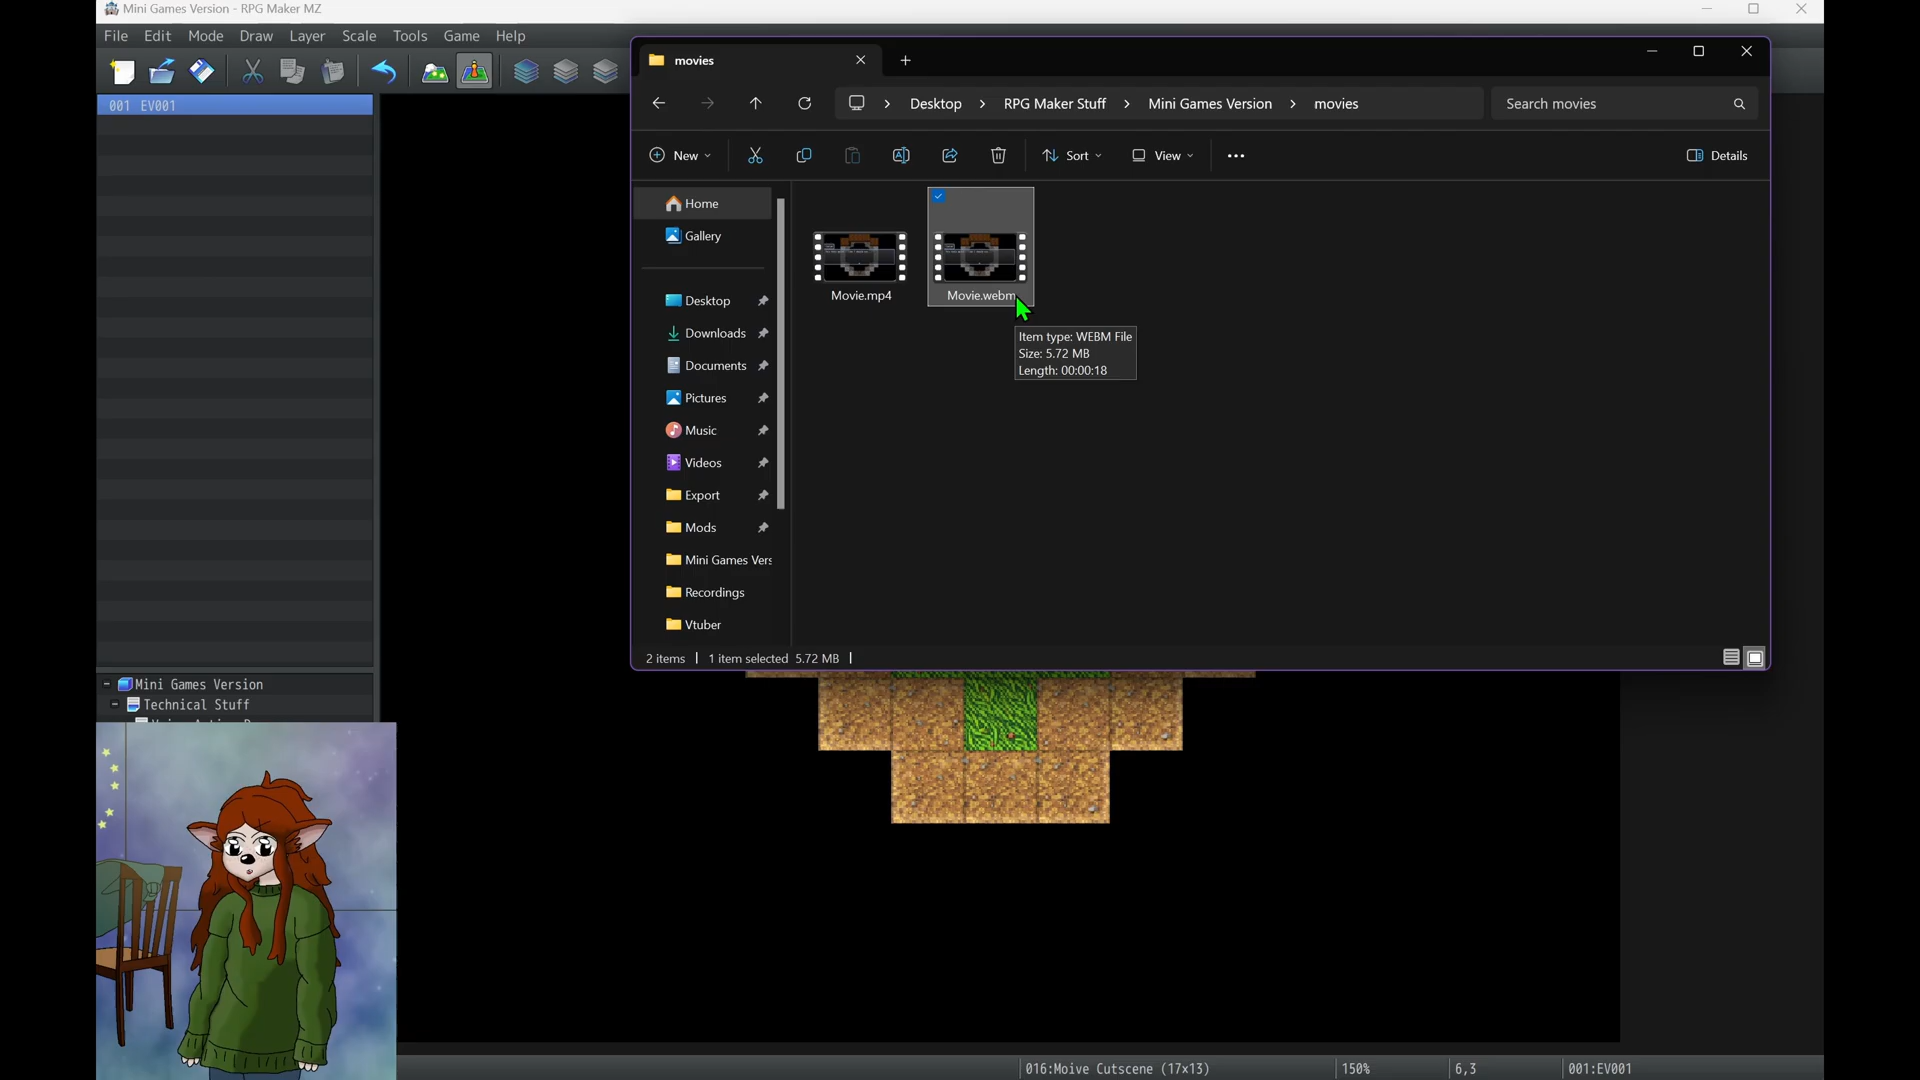 Mini Games Version - RPG Maker MZ
File Edit Mode Draw Layer Scale Tools Game Help
001 EV001
movies
Desktop > RPG Maker Stuff > Mini Games Version > movies
Search movies
New
Sort
View
Details
Home
Gallery
Desktop
Downloads
Documents
Pictures
Music
Videos
Export
Mods
Mini Games Vers
Recordings
Vtuber
Movie.mp4
Movie.webm
Item type: WEBM File
Size: 5.72 MB
Length: 00:00:18
2 items
1 item selected 5.72 MB
Mini Games Version
Technical Stuff
016:Moive Cutscene (17x13)
150%
6,3
001:EV001